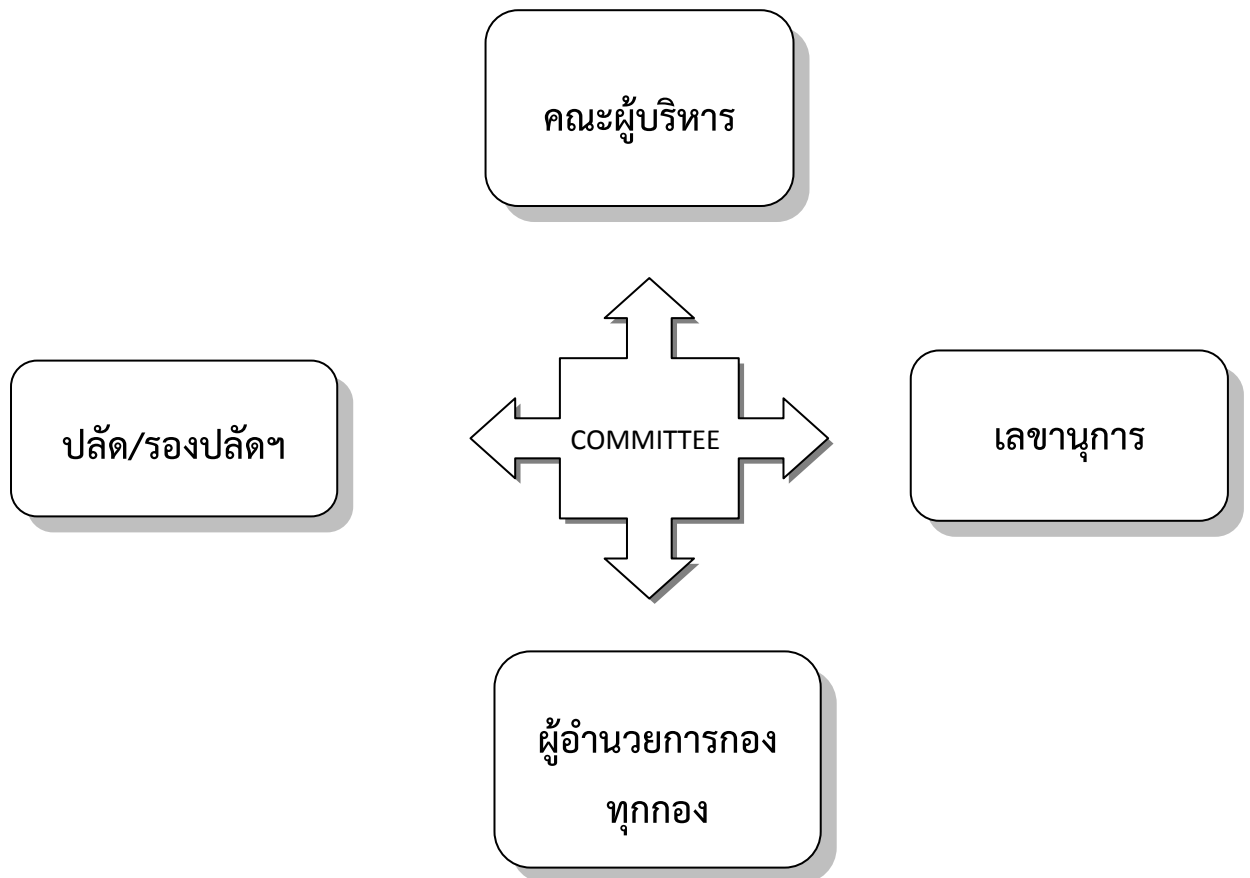 คณะผู้บริหาร
ปลัด/รองปลัดฯ
COMMITTEE
เลขานุการ
ผู้อำนวยการกอง
ทุกกอง